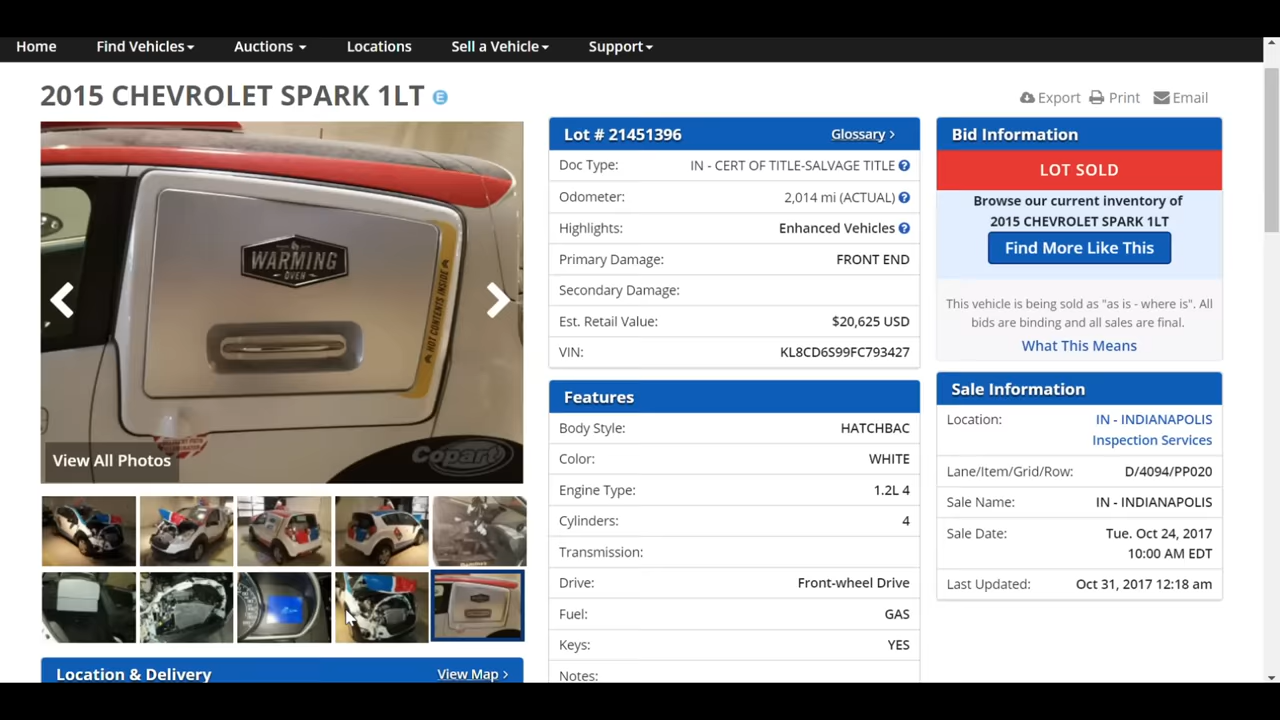 Home Find Vehicles Auctions Locations Sell a Vehicle Support
2015 CHEVROLET SPARK 1LT E
Export Print Email
WARMING
OVEN
HOT CONTENTS INSIDE
Copart
View All Photos
Location & Delivery View Map >
Lot # 21451396 Glossary >
Doc Type: IN - CERT OF TITLE-SALVAGE TITLE ?
Odometer: 2,014 mi (ACTUAL) ?
Highlights: Enhanced Vehicles ?
Primary Damage: FRONT END
Secondary Damage:
Est. Retail Value: $20,625 USD
VIN: KL8CD6S99FC793427
Features
Body Style: HATCHBAC
Color: WHITE
Engine Type: 1.2L 4
Cylinders: 4
Transmission:
Drive: Front-wheel Drive
Fuel: GAS
Keys: YES
Notes:
Bid Information
LOT SOLD
Browse our current inventory of
2015 CHEVROLET SPARK 1LT
Find More Like This
This vehicle is being sold as "as is - where is". All
bids are binding and all sales are final.
What This Means
Sale Information
Location: IN - INDIANAPOLIS
Inspection Services
Lane/Item/Grid/Row: D/4094/PP020
Sale Name: IN - INDIANAPOLIS
Sale Date: Tue. Oct 24, 2017
10:00 AM EDT
Last Updated: Oct 31, 2017 12:18 am